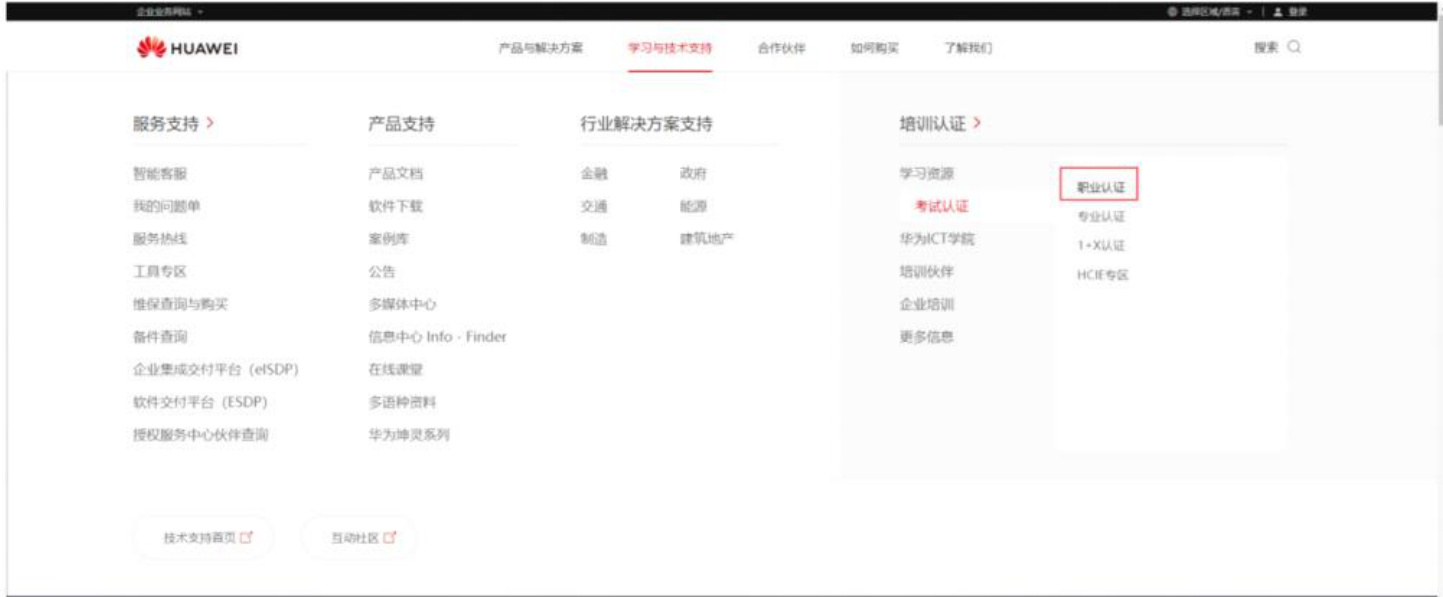 企业业务网站
选择区域/语言 | 登录
HUAWEI
产品与解决方案 学习与技术支持 合作伙伴 如何购买 了解我们 搜索
服务支持 >
智能客服
我的问题单
服务热线
工具专区
维保查询与购买
备件查询
企业集成交付平台（eISDP）
软件交付平台（ESDP）
授权服务中心伙伴查询
产品支持
产品文档
软件下载
案例库
公告
多媒体中心
信息中心 Info - Finder
在线课堂
多语种资料
华为坤灵系列
行业解决方案支持
金融 政府
交通 能源
制造 建筑地产
培训认证 >
学习资源
考试认证
华为ICT学院
培训伙伴
企业培训
更多信息
职业认证
专业认证
1+X认证
HCIE专区
技术支持首页
互动社区